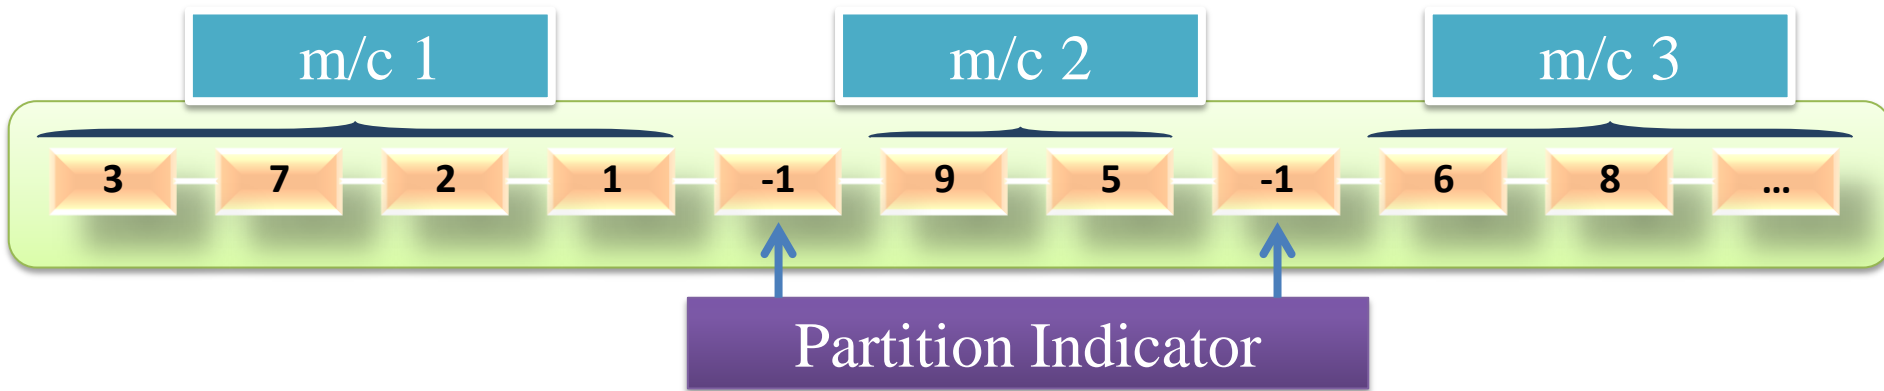 m/c 1 m/c 2 m/c 3
3 7 2 1 -1 9 5 -1 6 8 ...
Partition Indicator